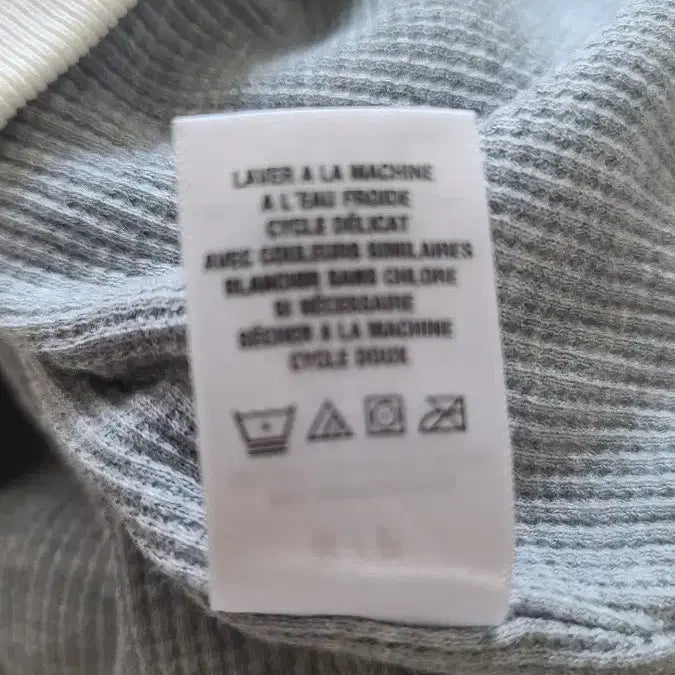 LAVER A LA MACHINE
A L'EAU FROIDE
CYCLE DÉLICAT
AVEC COULEURS SIMILAIRES
BLANCHIR SANS CHLORE
SI NÉCESSAIRE
SÉCHER A LA MACHINE
CYCLE DOUX